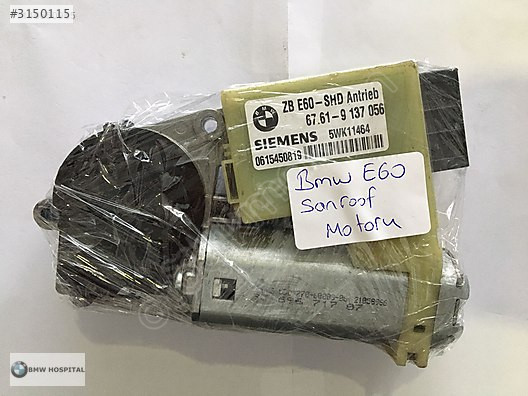 #3150115
ZB E60-SHD Antrieb
67.61-9 137 056
SIEMENS 5WK11464
0615450819
Bmw E60
Sanroof
Motoru
BMW HOSPITAL